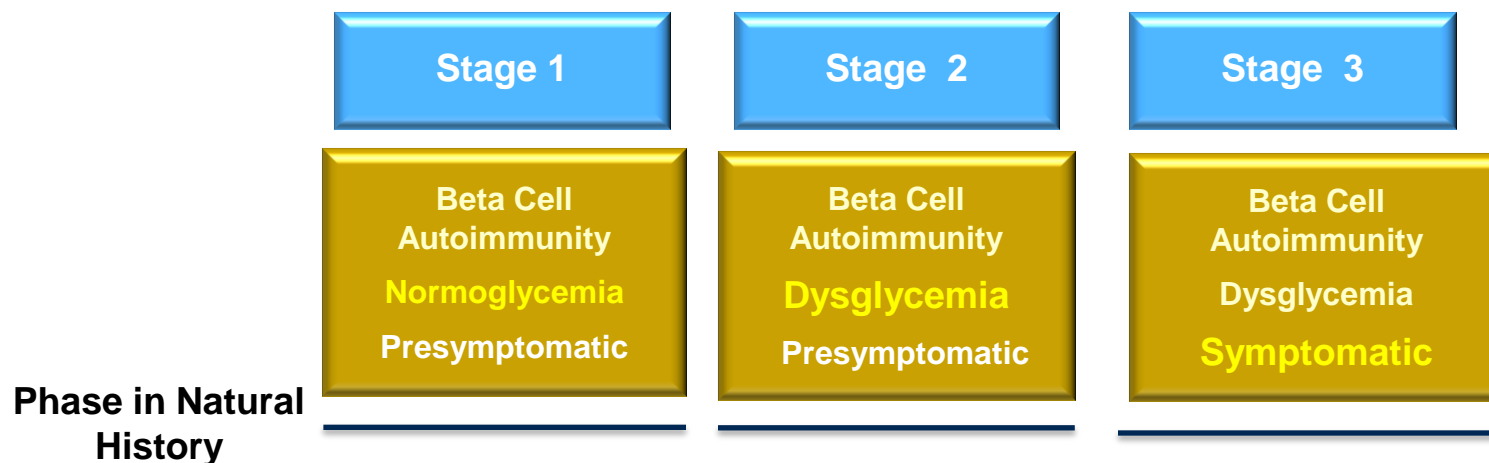 Stage 1
Stage 2
Stage 3
Beta Cell
Autoimmunity
Normoglycemia
Presymptomatic
Beta Cell
Autoimmunity
Dysglycemia
Presymptomatic
Beta Cell
Autoimmunity
Dysglycemia
Symptomatic
Phase in Natural
History